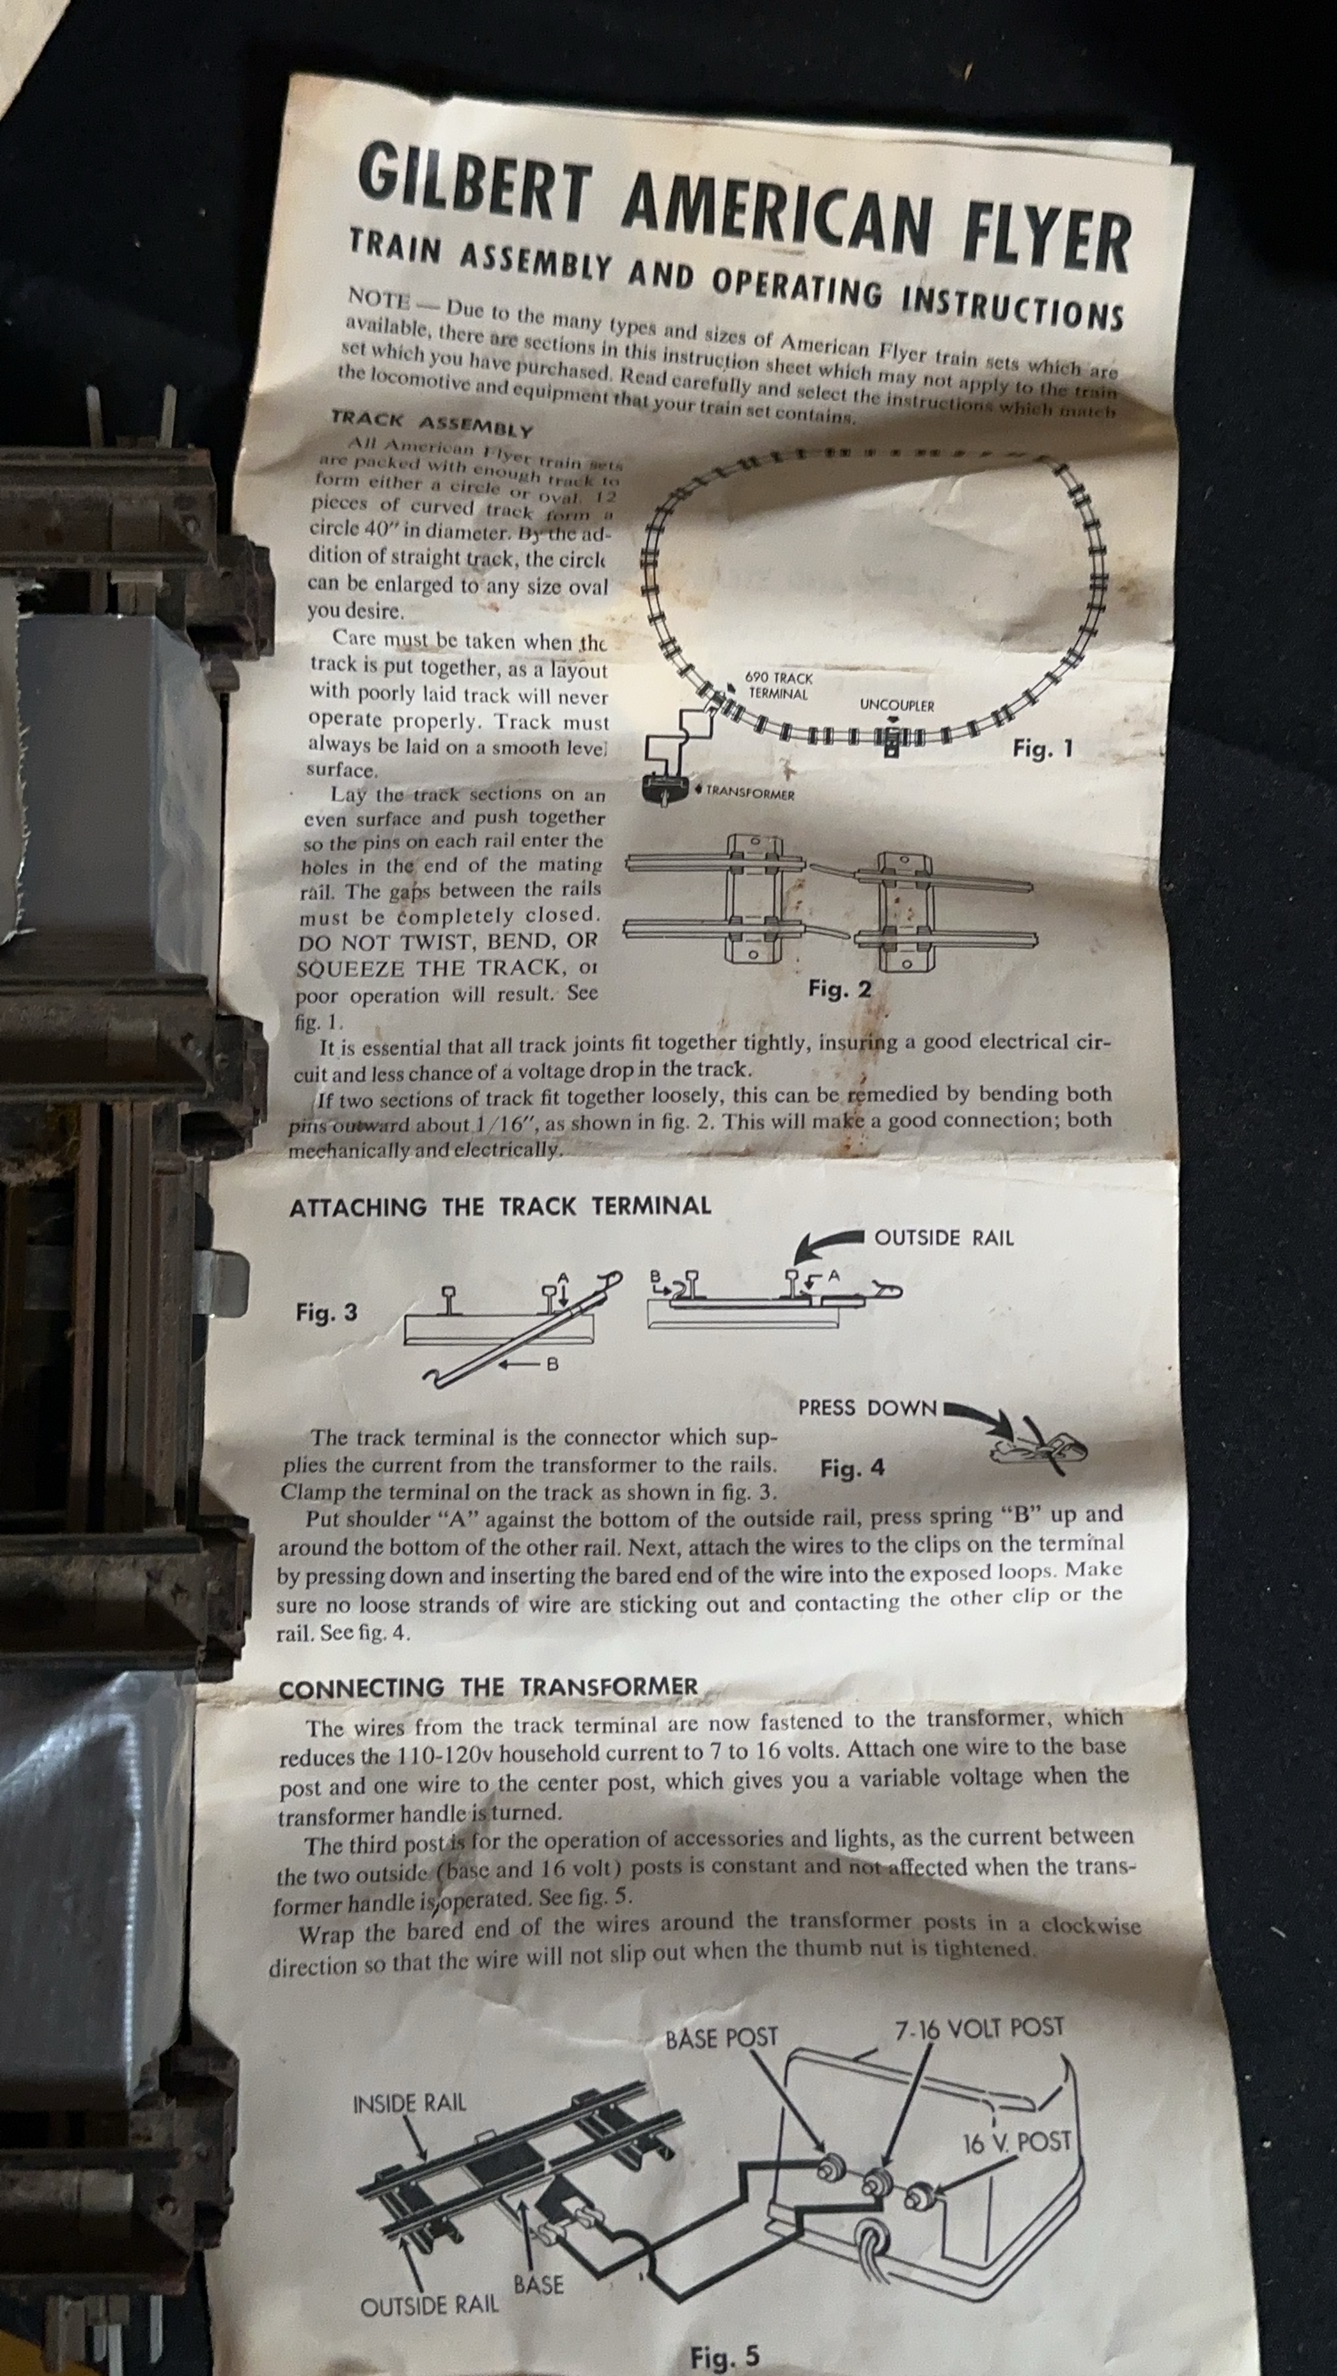 GILBERT AMERICAN FLYER
TRAIN ASSEMBLY AND OPERATING INSTRUCTIONS
NOTE — Due to the many types and sizes of American Flyer train sets which are
available, there are sections in this instruction sheet which may not apply to the train
set which you have purchased. Read carefully and select the instructions which match
the locomotive and equipment that your train set contains.
TRACK ASSEMBLY
All American Flyer train sets
are packed with enough track to
form either a circle or oval. 12
pieces of curved track form a
circle 40" in diameter. By the ad-
dition of straight track, the circle
can be enlarged to any size oval
you desire.
Care must be taken when the
track is put together, as a layout
with poorly laid track will never
operate properly. Track must
always be laid on a smooth level
surface.
Lay the track sections on an
even surface and push together
so the pins on each rail enter the
holes in the end of the mating
rail. The gaps between the rails
must be completely closed.
DO NOT TWIST, BEND, OR
SQUEEZE THE TRACK, or
poor operation will result. See
fig. 1.
690 TRACK
TERMINAL
UNCOUPLER
Fig. 1
TRANSFORMER
Fig. 2
It is essential that all track joints fit together tightly, insuring a good electrical cir-
cuit and less chance of a voltage drop in the track.
If two sections of track fit together loosely, this can be remedied by bending both
pins outward about 1/16", as shown in fig. 2. This will make a good connection; both
mechanically and electrically.
ATTACHING THE TRACK TERMINAL
OUTSIDE RAIL
Fig. 3
A
B
B
A
PRESS DOWN
Fig. 4
The track terminal is the connector which sup-
plies the current from the transformer to the rails.
Clamp the terminal on the track as shown in fig. 3.
Put shoulder "A" against the bottom of the outside rail, press spring "B" up and
around the bottom of the other rail. Next, attach the wires to the clips on the terminal
by pressing down and inserting the bared end of the wire into the exposed loops. Make
sure no loose strands of wire are sticking out and contacting the other clip or the
rail. See fig. 4.
CONNECTING THE TRANSFORMER
The wires from the track terminal are now fastened to the transformer, which
reduces the 110-120v household current to 7 to 16 volts. Attach one wire to the base
post and one wire to the center post, which gives you a variable voltage when the
transformer handle is turned.
The third post is for the operation of accessories and lights, as the current between
the two outside (base and 16 volt) posts is constant and not affected when the trans-
former handle is operated. See fig. 5.
Wrap the bared end of the wires around the transformer posts in a clockwise
direction so that the wire will not slip out when the thumb nut is tightened.
BASE POST
7-16 VOLT POST
INSIDE RAIL
16 V. POST
BASE
OUTSIDE RAIL
Fig. 5